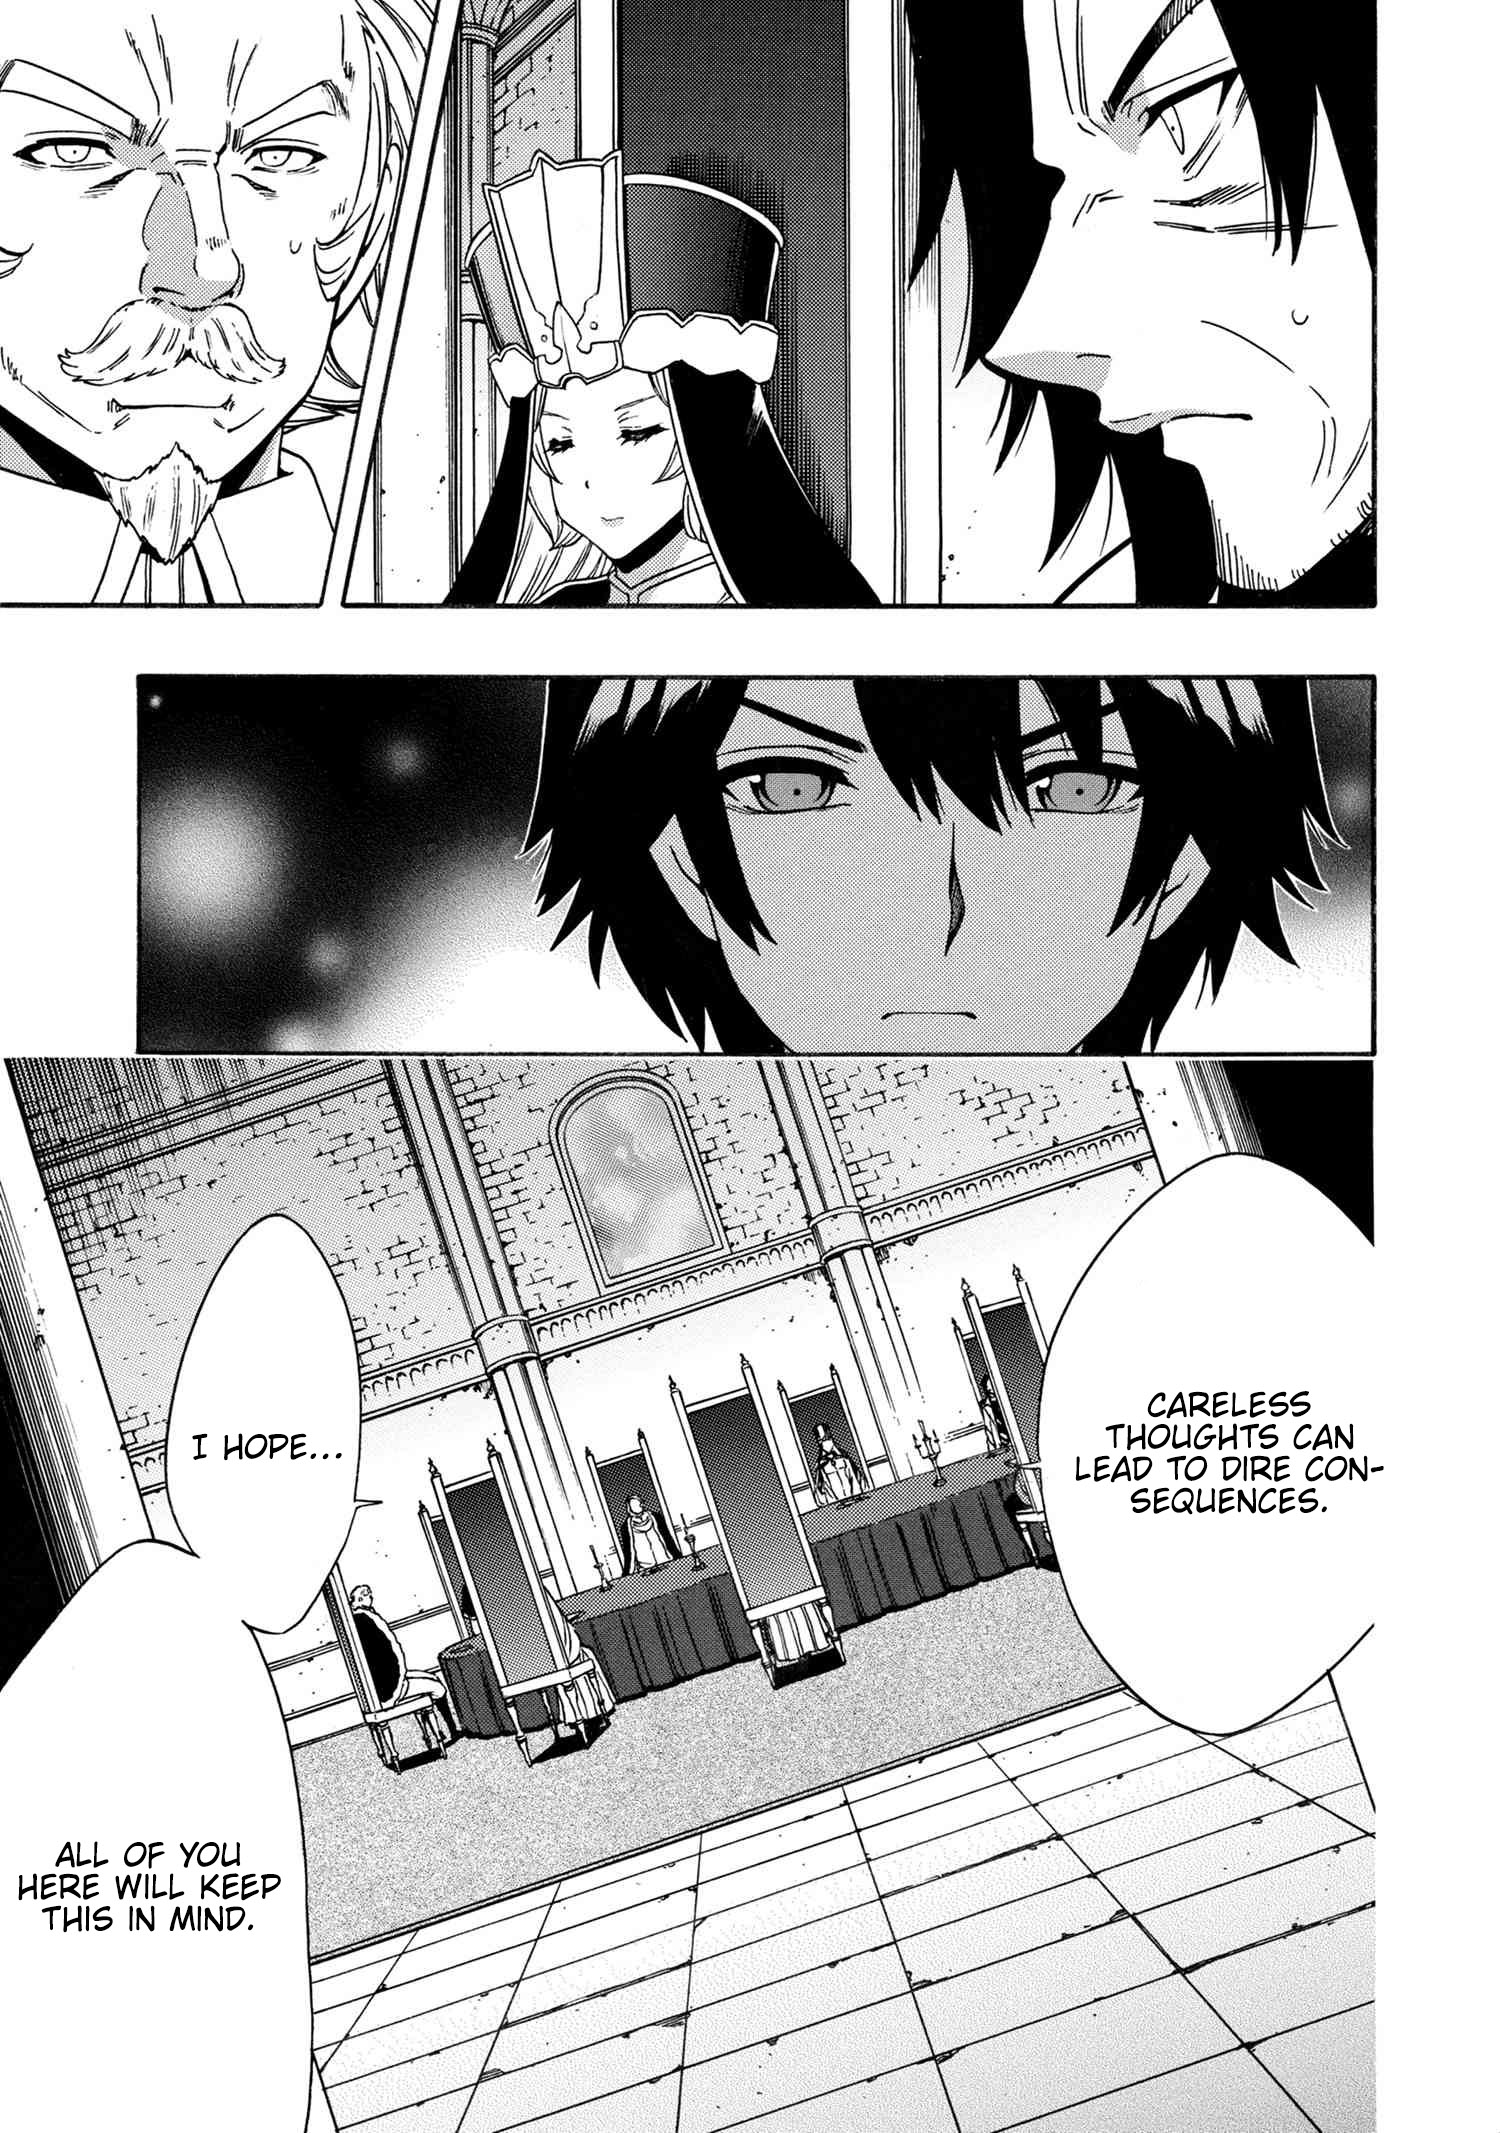 CARELESS
THOUGHTS CAN
LEAD TO DIRE CON-
SEQUENCES.
I HOPE...
ALL OF YOU
HERE WILL KEEP
THIS IN MIND.